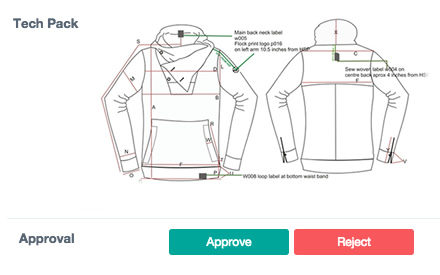 Tech Pack
Main back neck label
w005
Flock print logo p016
on left arm 10.5 inches from HSP
S
D
L
M
B
A
R
W
N
F
T
O
P
W008 loop label at bottom waist band
E
C
Sew woven label w004 on
centre back aprox 4 inches from HSP
F
T
V
Approval
Approve
Reject